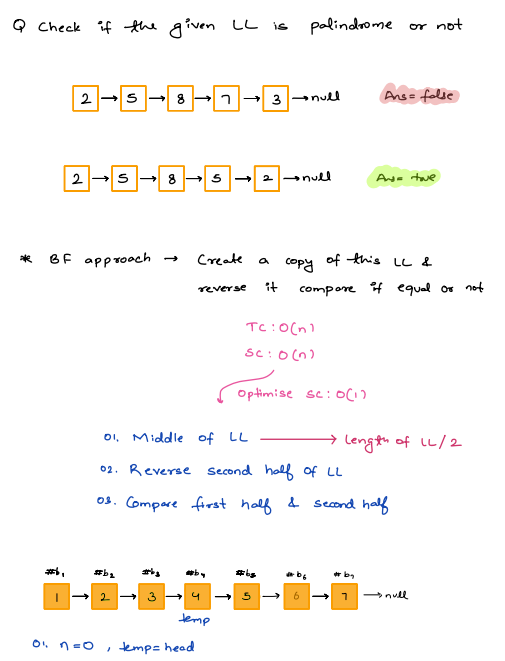 Q Check if the given LL is palindrome or not
2 → 5 → 8 → 7 → 3 → null Ans = false
2 → 5 → 8 → 5 → 2 → null Ans = true
* BF approach → Create a copy of this LL &
reverse it compare if equal or not
TC : O(n)
SC : O(n)
Optimise SC : O(1)
01. Middle of LL → length of LL/2
02. Reverse second half of LL
03. Compare first half & second half
#b1 #b2 #b3 #b4 #b5 #b6 #b7
1 → 2 → 3 → 4 → 5 → 6 → 7 → null
temp
01. n=0 , temp= head